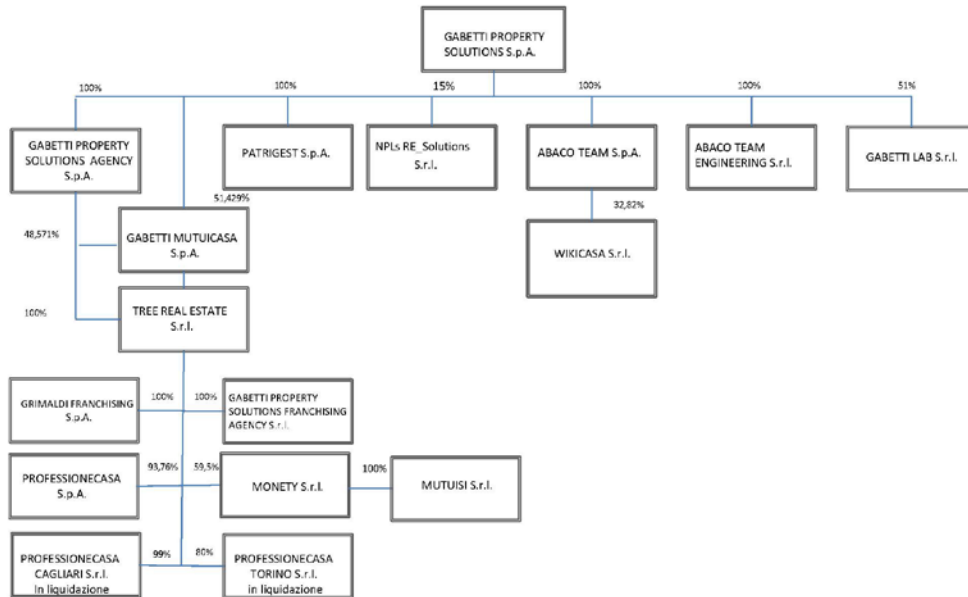 GABETTI PROPERTY
SOLUTIONS S.p.A.
100%
100%
15%
100%
100%
51%
GABETTI PROPERTY
SOLUTIONS AGENCY
S.p.A.
PATRIGEST S.p.A.
NPLs RE_Solutions
S.r.l.
ABACO TEAM S.p.A.
ABACO TEAM
ENGINEERING S.r.l.
GABETTI LAB S.r.l.
51,429%
32,82%
48,571%
GABETTI MUTUICASA
S.p.A.
WIKICASA S.r.l.
100%
TREE REAL ESTATE
S.r.l.
GRIMALDI FRANCHISING
S.p.A.
100%
100%
GABETTI PROPERTY
SOLUTIONS FRANCHISING
AGENCY S.r.l.
PROFESSIONECASA
S.p.A.
93,76%
59,5%
MONETY S.r.l.
100%
MUTUISI S.r.l.
PROFESSIONECASA
CAGLIARI S.r.l.
In liquidazione
99%
80%
PROFESSIONECASA
TORINO S.r.l.
in liquidazione